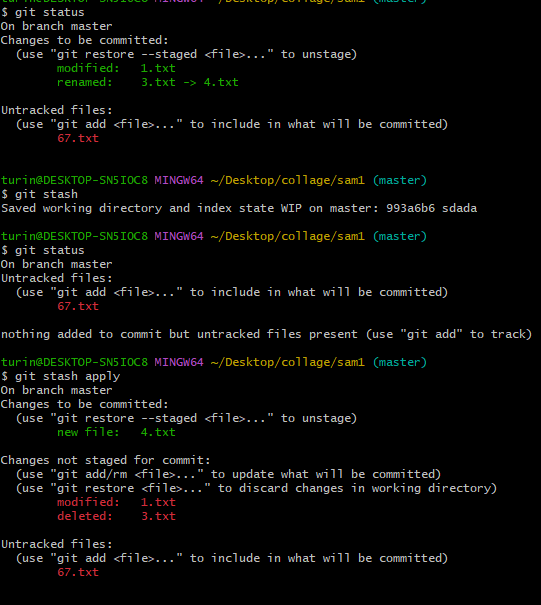 $ git status
On branch master
Changes to be committed:
  (use "git restore --staged <file>..." to unstage)
        modified:   1.txt
        renamed:    3.txt -> 4.txt

Untracked files:
  (use "git add <file>..." to include in what will be committed)
        67.txt

turin@DESKTOP-SN5IOC8 MINGW64 ~/Desktop/collage/sam1 (master)
$ git stash
Saved working directory and index state WIP on master: 993a6b6 sdada

turin@DESKTOP-SN5IOC8 MINGW64 ~/Desktop/collage/sam1 (master)
$ git status
On branch master
Untracked files:
  (use "git add <file>..." to include in what will be committed)
        67.txt

nothing added to commit but untracked files present (use "git add" to track)

turin@DESKTOP-SN5IOC8 MINGW64 ~/Desktop/collage/sam1 (master)
$ git stash apply
On branch master
Changes to be committed:
  (use "git restore --staged <file>..." to unstage)
        new file:   4.txt

Changes not staged for commit:
  (use "git add/rm <file>..." to update what will be committed)
  (use "git restore <file>..." to discard changes in working directory)
        modified:   1.txt
        deleted:    3.txt

Untracked files:
  (use "git add <file>..." to include in what will be committed)
        67.txt